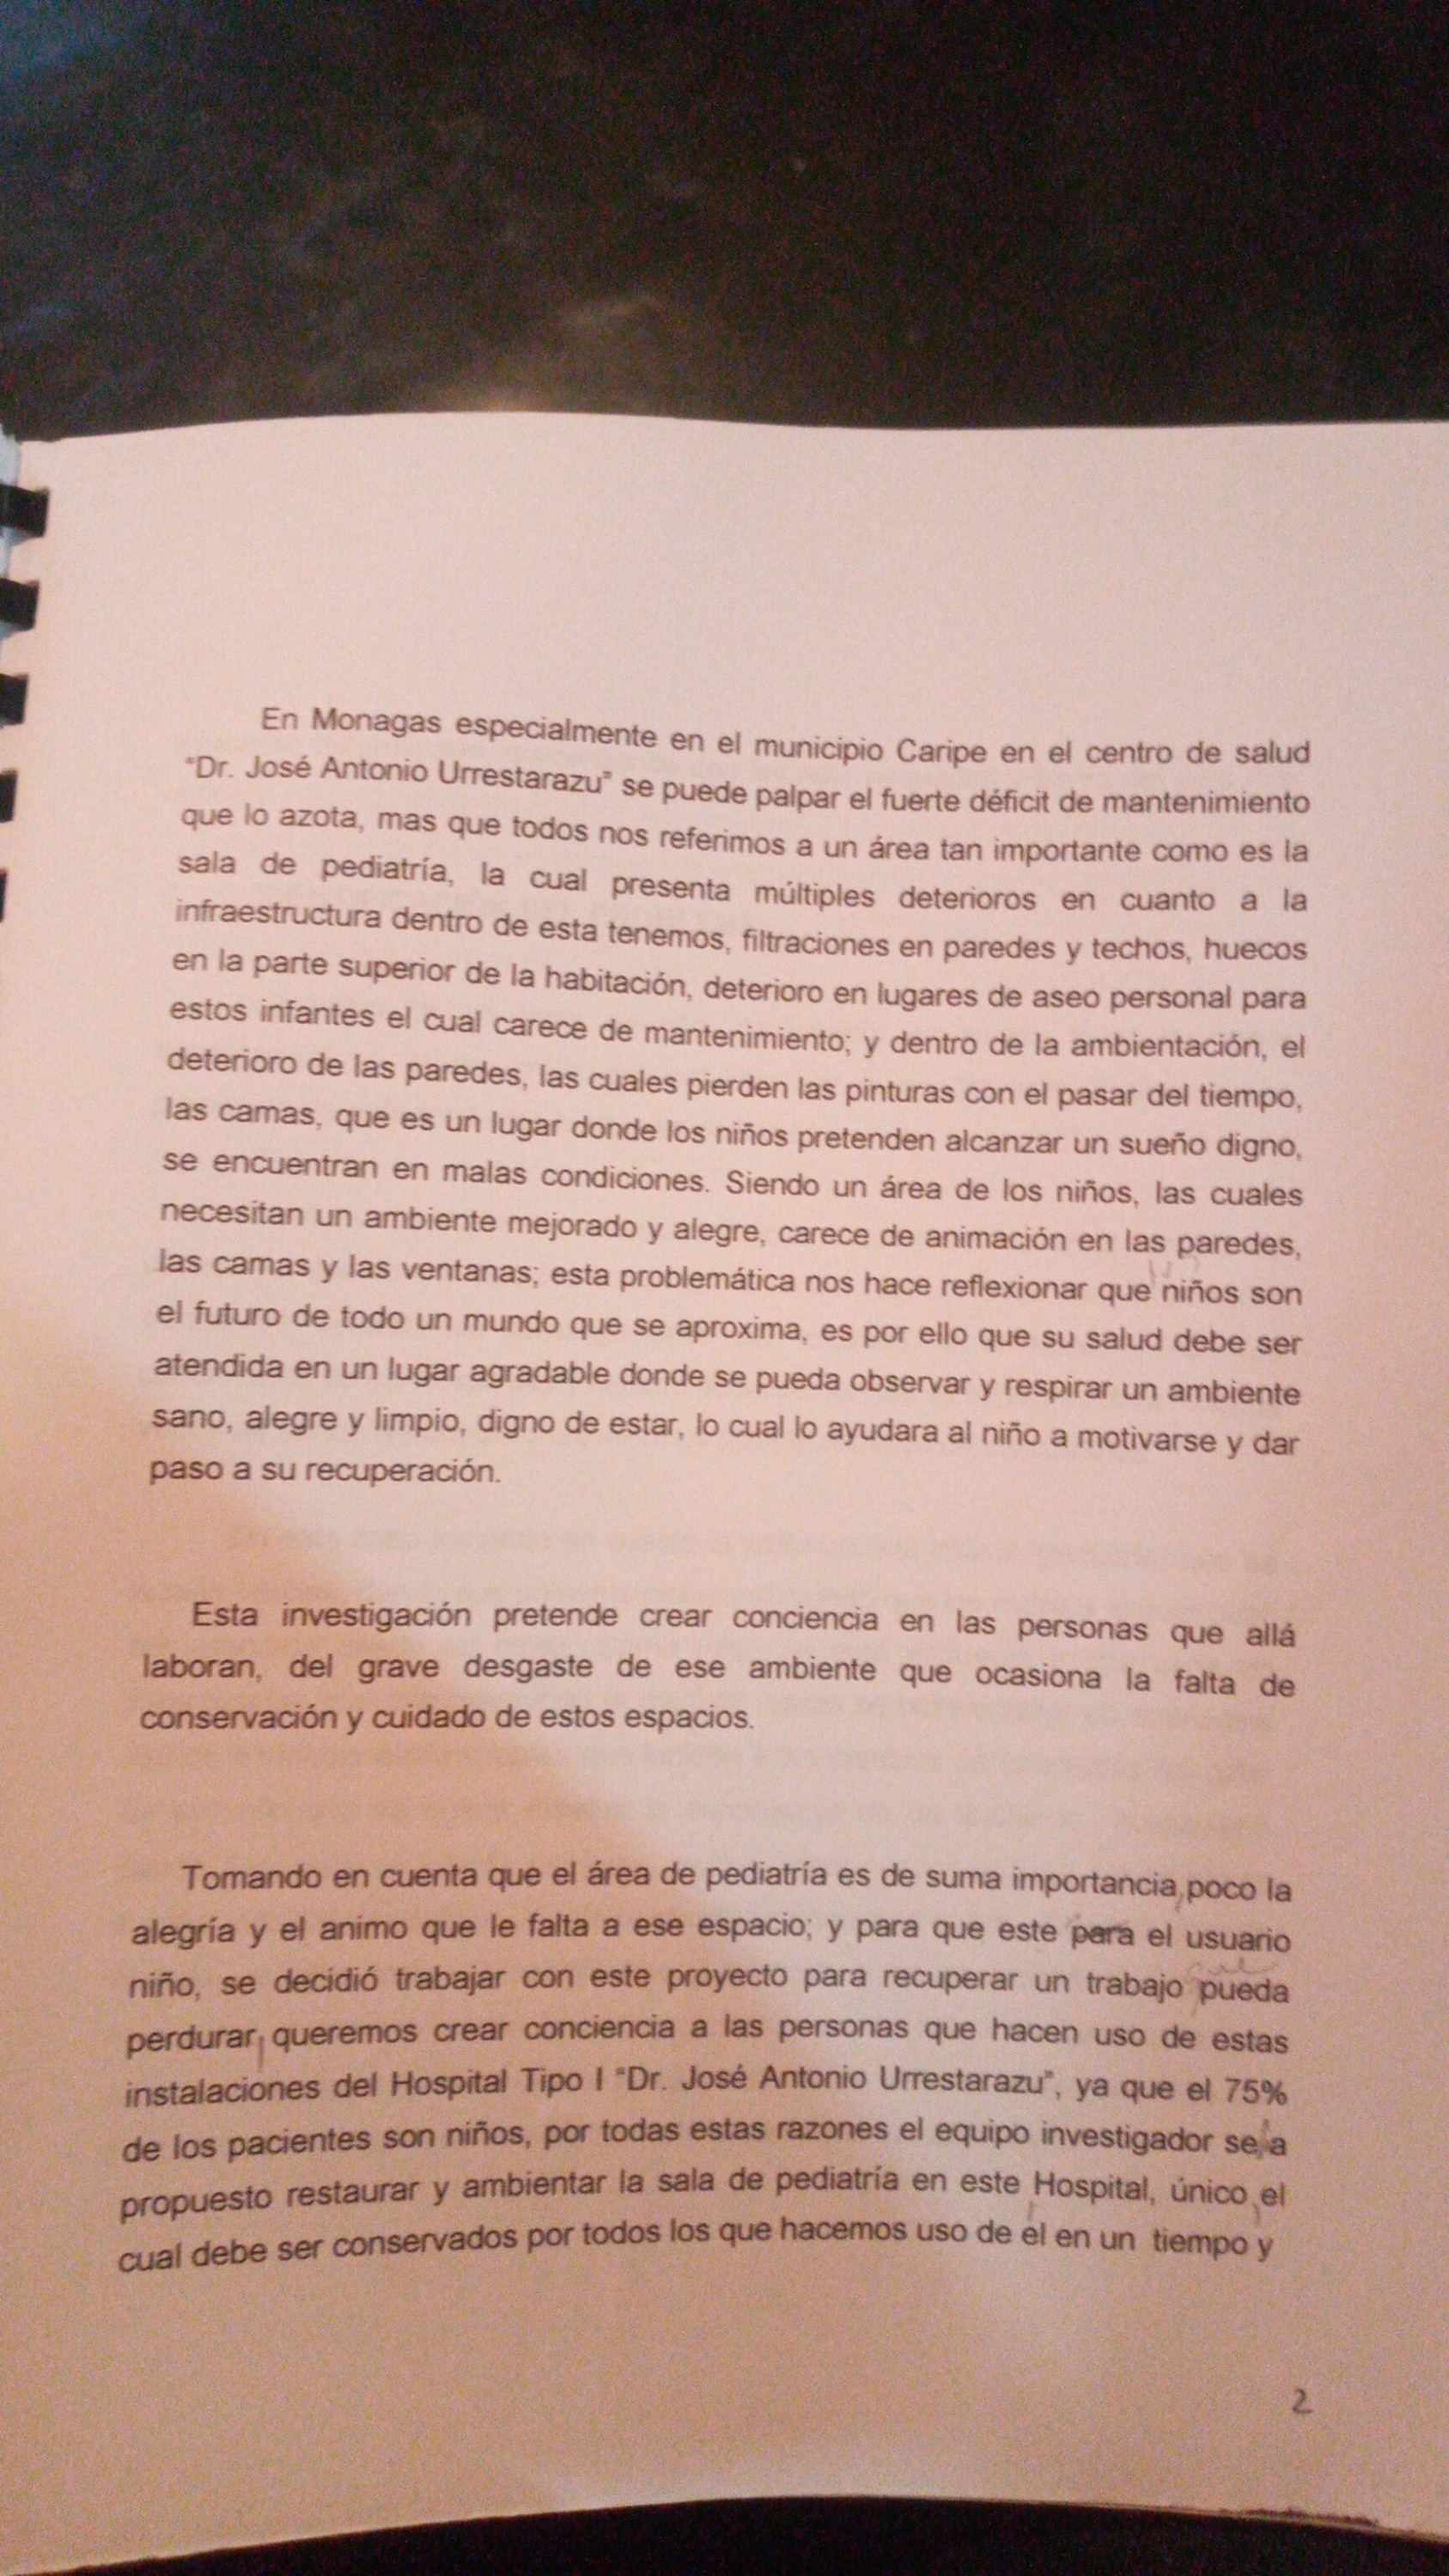 En Monagas especialmente en el municipio Caripe en el centro de salud
"Dr. José Antonio Urrestarazu" se puede palpar el fuerte déficit de mantenimiento
que lo azota, mas que todos nos referimos a un área tan importante como es la
sala de pediatría, la cual presenta múltiples deterioros en cuanto a la
infraestructura dentro de esta tenemos, filtraciones en paredes y techos, huecos
en la parte superior de la habitación, deterioro en lugares de aseo personal para
estos infantes el cual carece de mantenimiento; y dentro de la ambientación, el
deterioro de las paredes, las cuales pierden las pinturas con el pasar del tiempo,
las camas, que es un lugar donde los niños pretenden alcanzar un sueño digno,
se encuentran en malas condiciones. Siendo un área de los niños, las cuales
necesitan un ambiente mejorado y alegre, carece de animación en las paredes,
las camas y las ventanas; esta problemática nos hace reflexionar que niños son
el futuro de todo un mundo que se aproxima, es por ello que su salud debe ser
atendida en un lugar agradable donde se pueda observar y respirar un ambiente
sano, alegre y limpio, digno de estar, lo cual lo ayudara al niño a motivarse y dar
paso a su recuperación.
Esta investigación pretende crear conciencia en las personas que allá
laboran, del grave desgaste de ese ambiente que ocasiona la falta de
conservación y cuidado de estos espacios.
Tomando en cuenta que el área de pediatría es de suma importancia, poco la
alegría y el animo que le falta a ese espacio; y para que este para el usuario
niño, se decidió trabajar con este proyecto para recuperar un trabajo pueda
perdurar, queremos crear conciencia a las personas que hacen uso de estas
instalaciones del Hospital Tipo I "Dr. José Antonio Urrestarazu", ya que el 75%
de los pacientes son niños, por todas estas razones el equipo investigador se a
propuesto restaurar y ambientar la sala de pediatría en este Hospital, único el
cual debe ser conservados por todos los que hacemos uso de el en un tiempo y
2